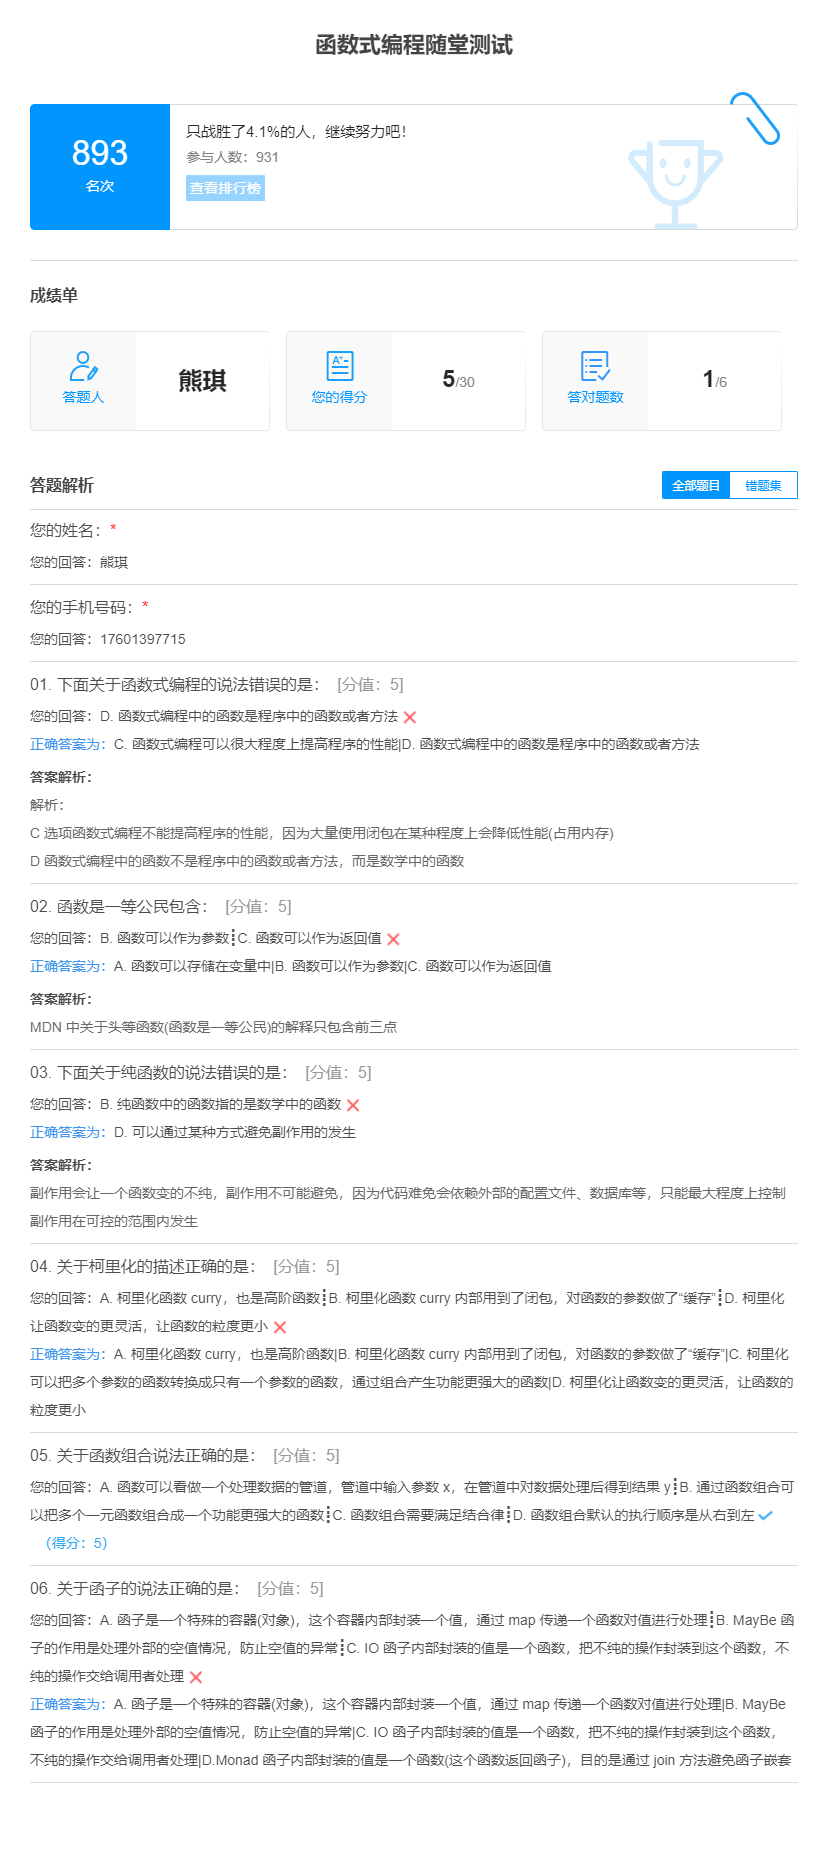 函数式编程随堂测试
893
名次
只战胜了4.1%的人，继续努力吧！
参与人数：931
查看排行榜
成绩单
答题人
熊琪
您的得分
5/30
答对题数
1/6
答题解析
全部题目
错题集
您的姓名：*
您的回答：熊琪
您的手机号码：*
您的回答：17601397715
01. 下面关于函数式编程的说法错误的是： [分值：5]
您的回答：D. 函数式编程中的函数是程序中的函数或者方法
正确答案为：C. 函数式编程可以很大程度上提高程序的性能|D. 函数式编程中的函数是程序中的函数或者方法
答案解析：
解析：
C 选项函数式编程不能提高程序的性能，因为大量使用闭包在某种程度上会降低性能(占用内存)
D 函数式编程中的函数不是程序中的函数或者方法，而是数学中的函数
02. 函数是一等公民包含： [分值：5]
您的回答：B. 函数可以作为参数┋C. 函数可以作为返回值
正确答案为：A. 函数可以存储在变量中|B. 函数可以作为参数|C. 函数可以作为返回值
答案解析：
MDN 中关于头等函数(函数是一等公民)的解释只包含前三点
03. 下面关于纯函数的说法错误的是： [分值：5]
您的回答：B. 纯函数中的函数指的是数学中的函数
正确答案为：D. 可以通过某种方式避免副作用的发生
答案解析：
副作用会让一个函数变的不纯，副作用不可能避免，因为代码难免会依赖外部的配置文件、数据库等，只能最大程度上控制
副作用在可控的范围内发生
04. 关于柯里化的描述正确的是： [分值：5]
您的回答：A. 柯里化函数 curry，也是高阶函数┋B. 柯里化函数 curry 内部用到了闭包，对函数的参数做了“缓存”┋D. 柯里化
让函数变的更灵活，让函数的粒度更小
正确答案为：A. 柯里化函数 curry，也是高阶函数|B. 柯里化函数 curry 内部用到了闭包，对函数的参数做了“缓存”|C. 柯里化
可以把多个参数的函数转换成只有一个参数的函数，通过组合产生功能更强大的函数|D. 柯里化让函数变的更灵活，让函数的
粒度更小
05. 关于函数组合说法正确的是： [分值：5]
您的回答：A. 函数可以看做一个处理数据的管道，管道中输入参数 x，在管道中对数据处理后得到结果 y┋B. 通过函数组合可
以把多个一元函数组合成一个功能更强大的函数┋C. 函数组合需要满足结合律┋D. 函数组合默认的执行顺序是从右到左
（得分：5）
06. 关于函子的说法正确的是： [分值：5]
您的回答：A. 函子是一个特殊的容器(对象)，这个容器内部封装一个值，通过 map 传递一个函数对值进行处理┋B. MayBe 函
子的作用是处理外部的空值情况，防止空值的异常┋C. IO 函子内部封装的值是一个函数，把不纯的操作封装到这个函数，不
纯的操作交给调用者处理
正确答案为：A. 函子是一个特殊的容器(对象)，这个容器内部封装一个值，通过 map 传递一个函数对值进行处理|B. MayBe
函子的作用是处理外部的空值情况，防止空值的异常|C. IO 函子内部封装的值是一个函数，把不纯的操作封装到这个函数，
不纯的操作交给调用者处理|D.Monad 函子内部封装的值是一个函数(这个函数返回函子)，目的是通过 join 方法避免函子嵌套